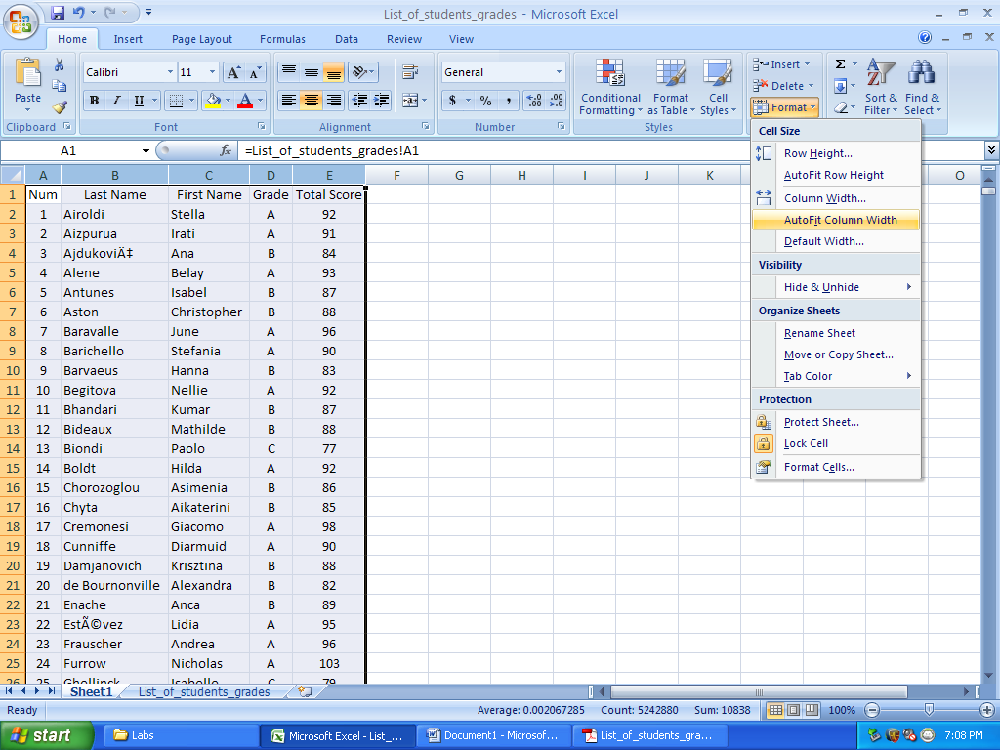 List_of_students_grades - Microsoft Excel
Home Insert Page Layout Formulas Data Review View
Paste
Clipboard
Calibri 11
B I U A
Font
Alignment
General
$ % ,
Number
Conditional Formatting
Format as Table
Cell Styles
Styles
Insert
Delete
Format
Σ
Sort & Filter
Find & Select
A1 fx =List_of_students_grades!A1
A B C D E F G H I J K O
1 Num Last Name First Name Grade Total Score
2 1 Airoldi Stella A 92
3 2 Aizpurua Irati A 91
4 3 AjdukoviÄ‡ Ana B 84
5 4 Alene Belay A 93
6 5 Antunes Isabel B 87
7 6 Aston Christopher B 88
8 7 Baravalle June A 96
9 8 Barichello Stefania A 90
10 9 Barvaeus Hanna B 83
11 10 Begitova Nellie A 92
12 11 Bhandari Kumar B 87
13 12 Bideaux Mathilde B 88
14 13 Biondi Paolo C 77
15 14 Boldt Hilda A 92
16 15 Chorozoglou Asimenia B 86
17 16 Chyta Aikaterini B 85
18 17 Cremonesi Giacomo A 98
19 18 Cunniffe Diarmuid A 90
20 19 Damjanovich Krisztina B 88
21 20 de Bournonville Alexandra B 82
22 21 Enache Anca B 89
23 22 EstÃ©vez Lidia A 95
24 23 Frauscher Andrea A 96
25 24 Furrow Nicholas A 103
26 25 Ghellinck Isabelle C 79
Cell Size
Row Height...
AutoFit Row Height
Column Width...
AutoFit Column Width
Default Width...
Visibility
Hide & Unhide
Organize Sheets
Rename Sheet
Move or Copy Sheet...
Tab Color
Protection
Protect Sheet...
Lock Cell
Format Cells...
Sheet1 List_of_students_grades
Ready Average: 0.002067285 Count: 5242880 Sum: 10838 100%
start Labs Microsoft Excel - List_... Document1 - Microsof... List_of_students_gra... 7:08 PM